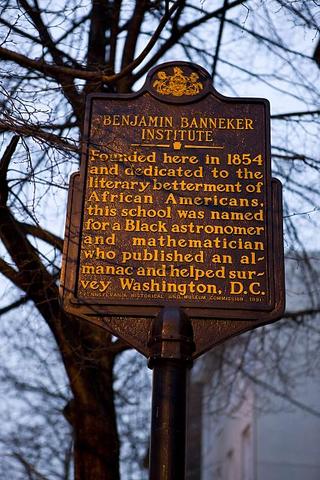 BENJAMIN BANNEKER
INSTITUTE
Founded here in 1854
and dedicated to the
literary betterment of
African Americans,
this school was named
for a Black astronomer
and mathematician
who published an al-
manac and helped sur-
vey Washington, D.C.
PENNSYLVANIA HISTORICAL AND MUSEUM COMMISSION 1991